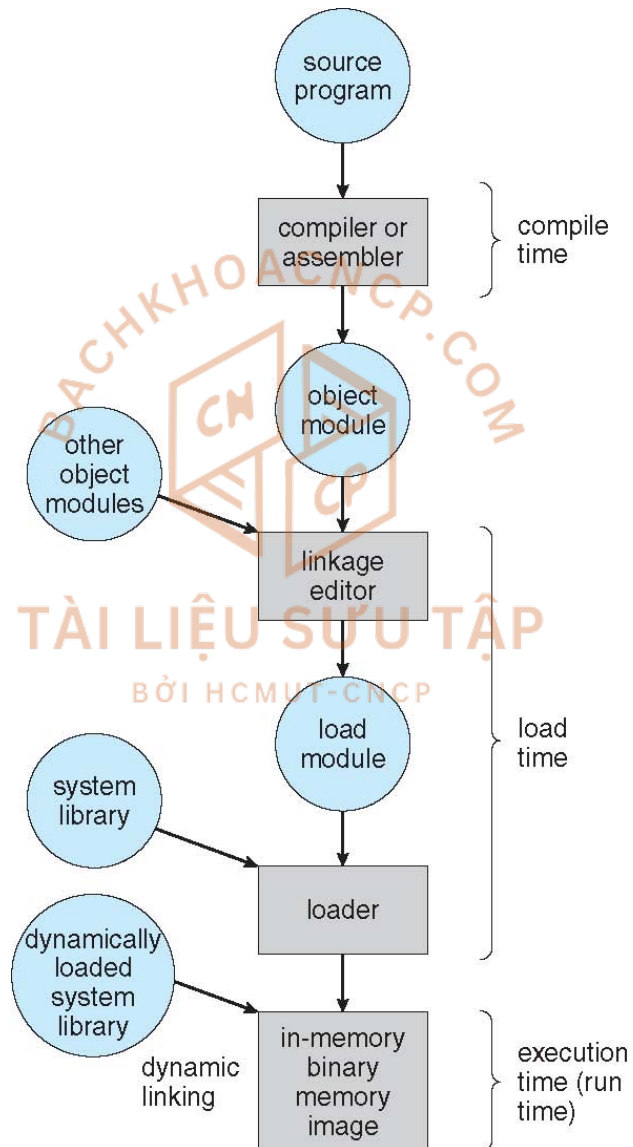 source
program
compiler or
assembler
compile
time
BACHKHOACNCP.COM
object
module
CN
CP
other
object
modules
linkage
editor
TÀI LIỆU SƯU TẬP
BỞI HCMUT-CNCP
load
module
load
time
system
library
loader
dynamically
loaded
system
library
dynamic
linking
in-memory
binary
memory
image
execution
time (run
time)